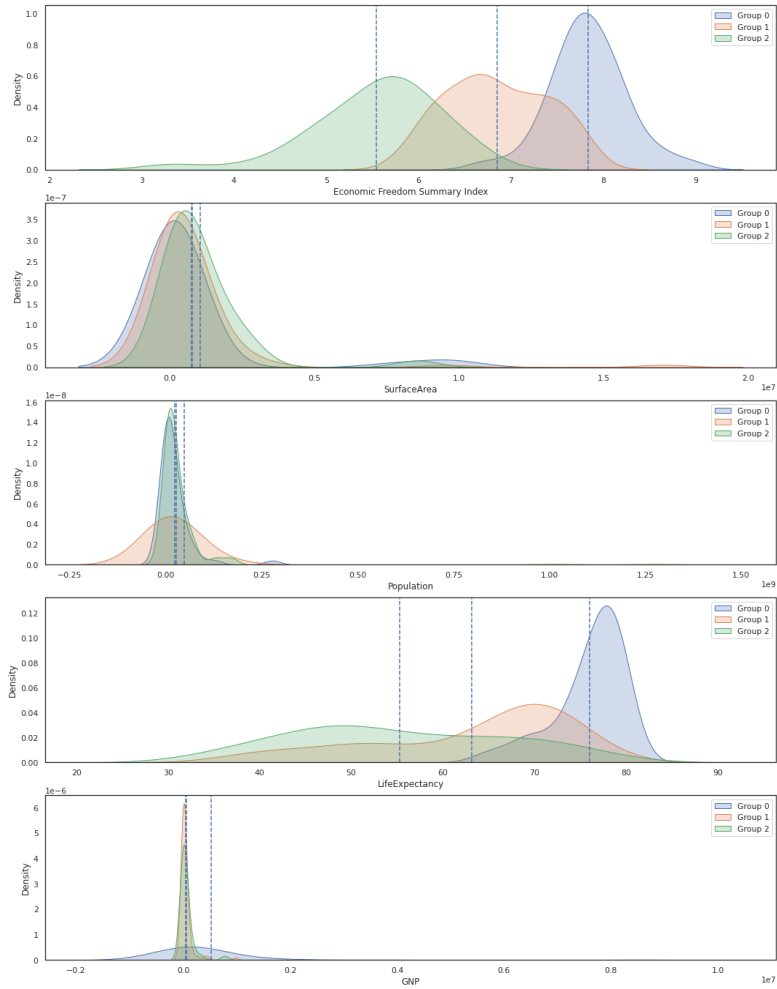 1.0
0.8
0.6
0.4
0.2
0.0
Density
Group 0
Group 1
Group 2
2 3 4 5 6 7 8 9
Economic Freedom Summary Index
1e−7
3.5
3.0
2.5
2.0
1.5
1.0
0.5
0.0
Density
Group 0
Group 1
Group 2
0.0 0.5 1.0 1.5 2.0
SurfaceArea
1e7
1e−8
1.6
1.4
1.2
1.0
0.8
0.6
0.4
0.2
0.0
Density
Group 0
Group 1
Group 2
−0.25 0.00 0.25 0.50 0.75 1.00 1.25 1.50
Population
1e9
0.12
0.10
0.08
0.06
0.04
0.02
0.00
Density
Group 0
Group 1
Group 2
20 30 40 50 60 70 80 90
LifeExpectancy
1e−6
6
5
4
3
2
1
0
Density
Group 0
Group 1
Group 2
−0.2 0.0 0.2 0.4 0.6 0.8 1.0
GNP
1e7